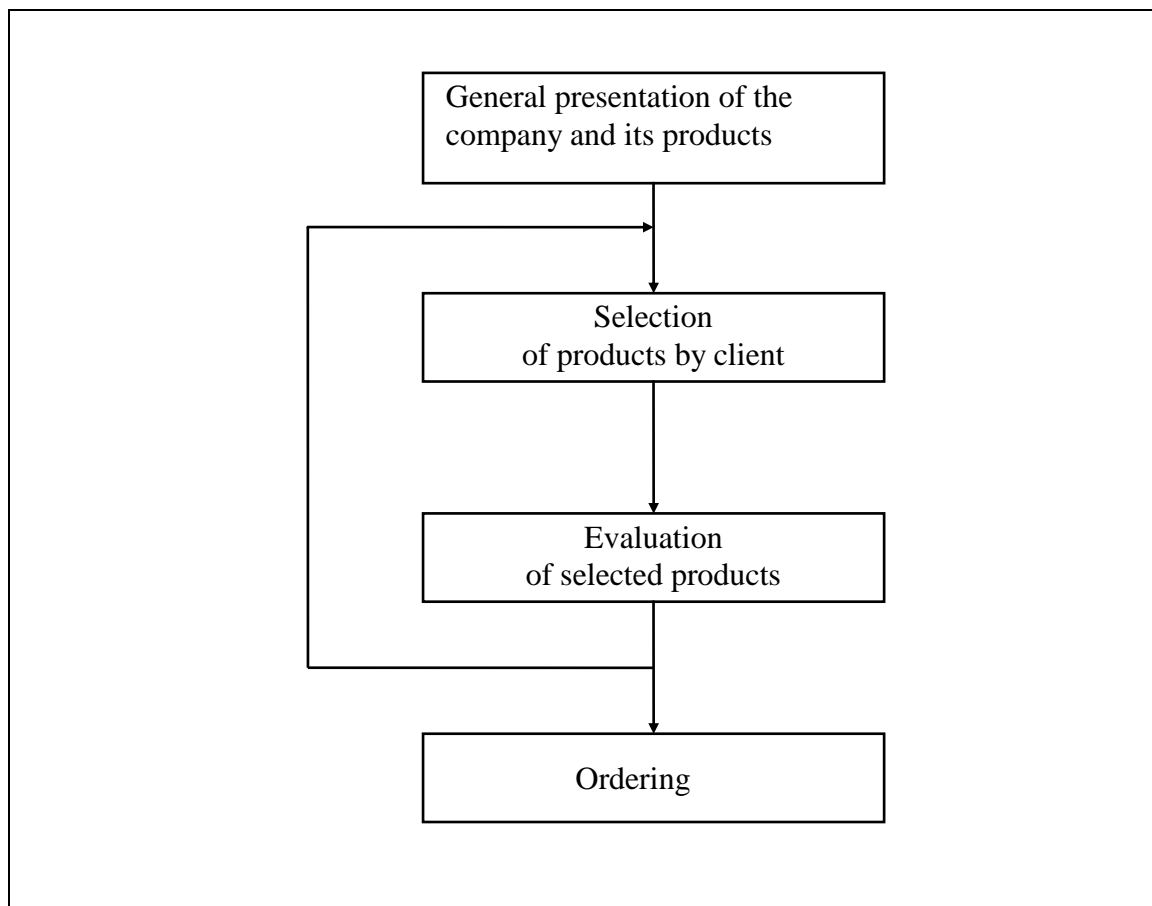 General presentation of the
company and its products
Selection
of products by client
Evaluation
of selected products
Ordering